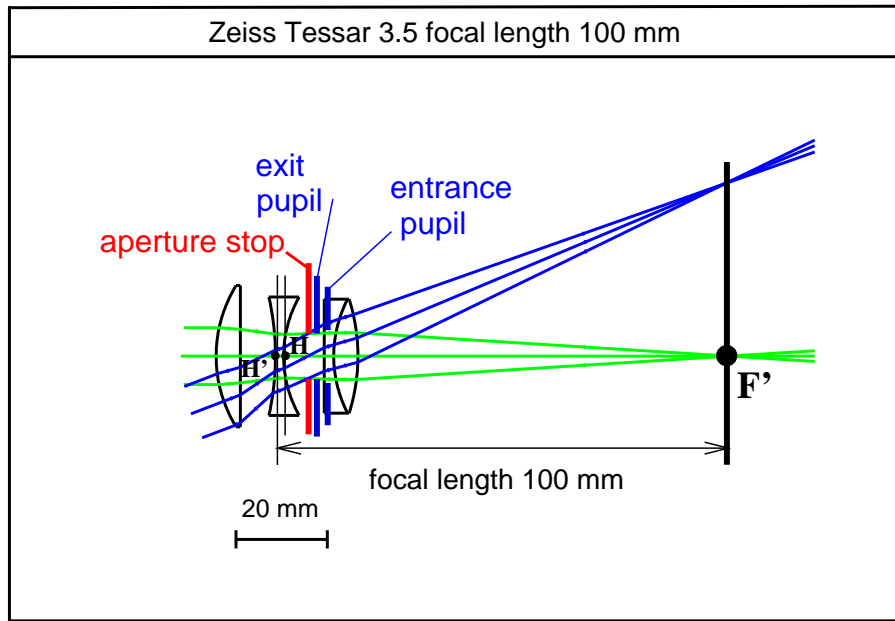 Zeiss Tessar 3.5 focal length 100 mm
exit
pupil
entrance
pupil
aperture stop
H
H’
F’
focal length 100 mm
20 mm